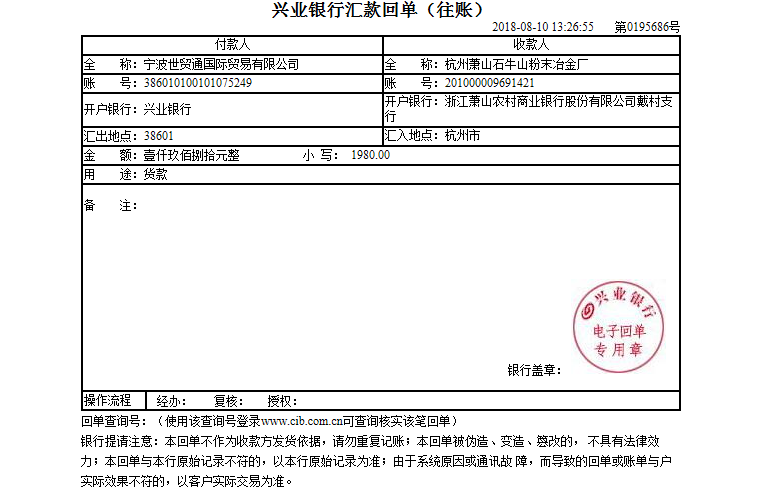 兴业银行汇款回单（往账）
2018-08-10 13:26:55 第0195686号
付款人 收款人
全 称：宁波世贸通国际贸易有限公司 全 称：杭州萧山石牛山粉末冶金厂
账 号：386010100101075249 账 号：201000009691421
开户银行：兴业银行 开户银行：浙江萧山农村商业银行股份有限公司戴村支行
汇出地点：38601 汇入地点：杭州市
金 额：壹仟玖佰捌拾元整 小 写： 1980.00
用 途：货款
备 注：
兴业银行
电子回单
专用章
银行盖章：
操作流程 经办： 复核： 授权：
回单查询号：（使用该查询号登录www.cib.com.cn可查询核实该笔回单）
银行提请注意：本回单不作为收款方发货依据，请勿重复记账；本回单被伪造、变造、篡改的， 不具有法律效
力；本回单与本行原始记录不符的，以本行原始记录为准；由于系统原因或通讯故 障，而导致的回单或账单与户
实际效果不符的，以客户实际交易为准。